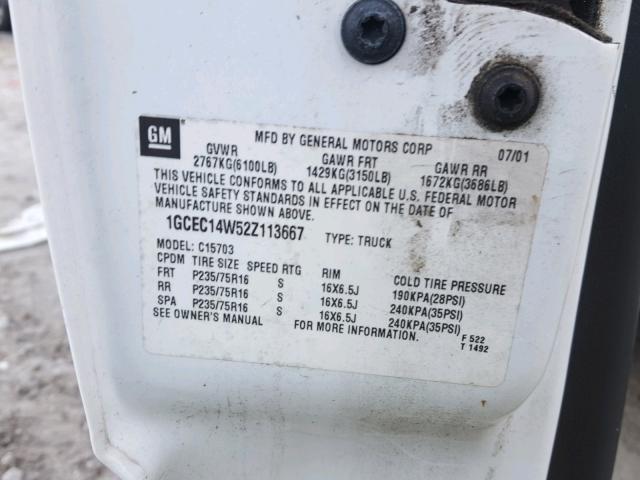 GM
MFD BY GENERAL MOTORS CORP 07/01
GVWR GAWR FRT GAWR RR
2767KG(6100LB) 1429KG(3150LB) 1672KG(3686LB)
THIS VEHICLE CONFORMS TO ALL APPLICABLE U.S. FEDERAL MOTOR
VEHICLE SAFETY STANDARDS IN EFFECT ON THE DATE OF
MANUFACTURE SHOWN ABOVE.
1GCEC14W52Z113667 TYPE: TRUCK
MODEL: C15703
CPDM TIRE SIZE SPEED RTG RIM COLD TIRE PRESSURE
FRT P235/75R16 S 16X6.5J 190KPA(28PSI)
RR P235/75R16 S 16X6.5J 240KPA(35PSI)
SPA P235/75R16 S 16X6.5J 240KPA(35PSI)
SEE OWNER'S MANUAL FOR MORE INFORMATION.
F 522
T 1492